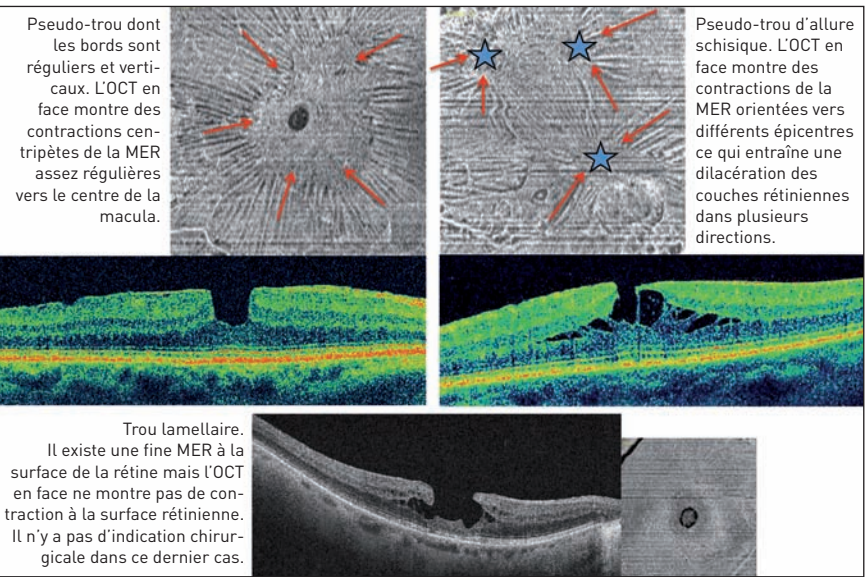 Pseudo-trou dont
les bords sont
réguliers et verti-
caux. L'OCT en
face montre des
contractions cen-
tripètes de la MER
assez régulières
vers le centre de la
macula.
Pseudo-trou d'allure
schisique. L'OCT en
face montre des
contractions de la
MER orientées vers
différents épicentres
ce qui entraîne une
dilacération des
couches rétiniennes
dans plusieurs
directions.
Trou lamellaire.
Il existe une fine MER à la
surface de la rétine mais l'OCT
en face ne montre pas de con-
traction à la surface rétinienne.
Il n'y a pas d'indication chirur-
gicale dans ce dernier cas.